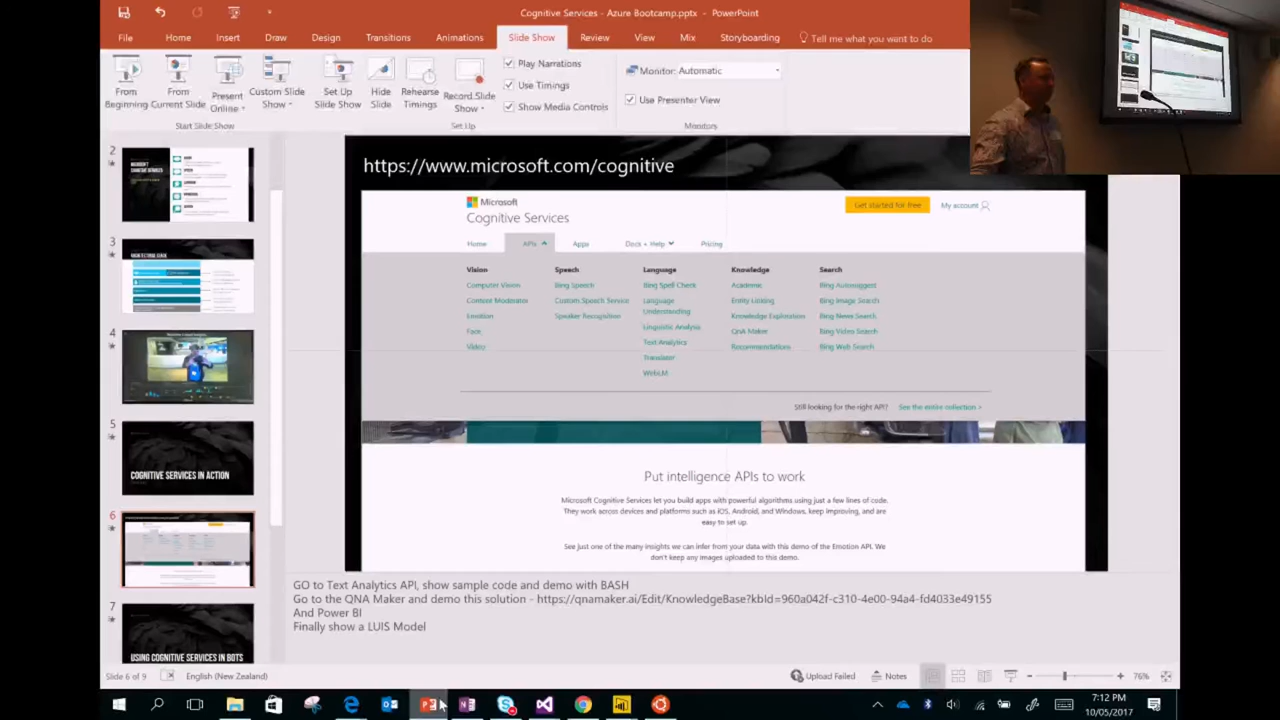 Cognitive Services - Azure Bootcamp.pptx - PowerPoint
File Home Insert Draw Design Transitions Animations Slide Show Review View Mix Storyboarding Tell me what you want to do
From Beginning
From Current Slide
Present Online
Custom Slide Show
Start Slide Show
Set Up Slide Show
Hide Slide
Rehearse Timings
Record Slide Show
Play Narrations
Use Timings
Show Media Controls
Set Up
Monitor: Automatic
Use Presenter View
Monitors
2
MICROSOFT
COGNITIVE SERVICES
3
4
5
COGNITIVE SERVICES IN ACTION
6
7
USING COGNITIVE SERVICES IN BOTS
https://www.microsoft.com/cognitive
Microsoft
Cognitive Services
Get started for free
My account
Home APIs Apps Docs + Help Pricing
Vision
Computer Vision
Content Moderator
Emotion
Face
Video
Speech
Bing Speech
Custom Speech Service
Speaker Recognition
Language
Bing Spell Check
Language
Understanding
Linguistic Analysis
Text Analytics
Translator
WebLM
Knowledge
Academic
Entity Linking
Knowledge Exploration
QnA Maker
Recommendations
Search
Bing Autosuggest
Bing Image Search
Bing News Search
Bing Video Search
Bing Web Search
Still looking for the right API? See the entire collection >
Put intelligence APIs to work
Microsoft Cognitive Services let you build apps with powerful algorithms using just a few lines of code.
They work across devices and platforms such as iOS, Android, and Windows, keep improving, and are
easy to set up.
See just one of the many insights we can infer from your data with this demo of the Emotion API. We
don't keep any images uploaded to this demo.
GO to Text Analytics API, show sample code and demo with BASH
Go to the QNA Maker and demo this solution - https://qnamaker.ai/Edit/KnowledgeBase?kbId=960a042f-c310-4e00-94a4-fd4033e49155
And Power BI
Finally show a LUIS Model
Slide 6 of 9 English (New Zealand) Upload Failed Notes 76%
7:12 PM
10/05/2017